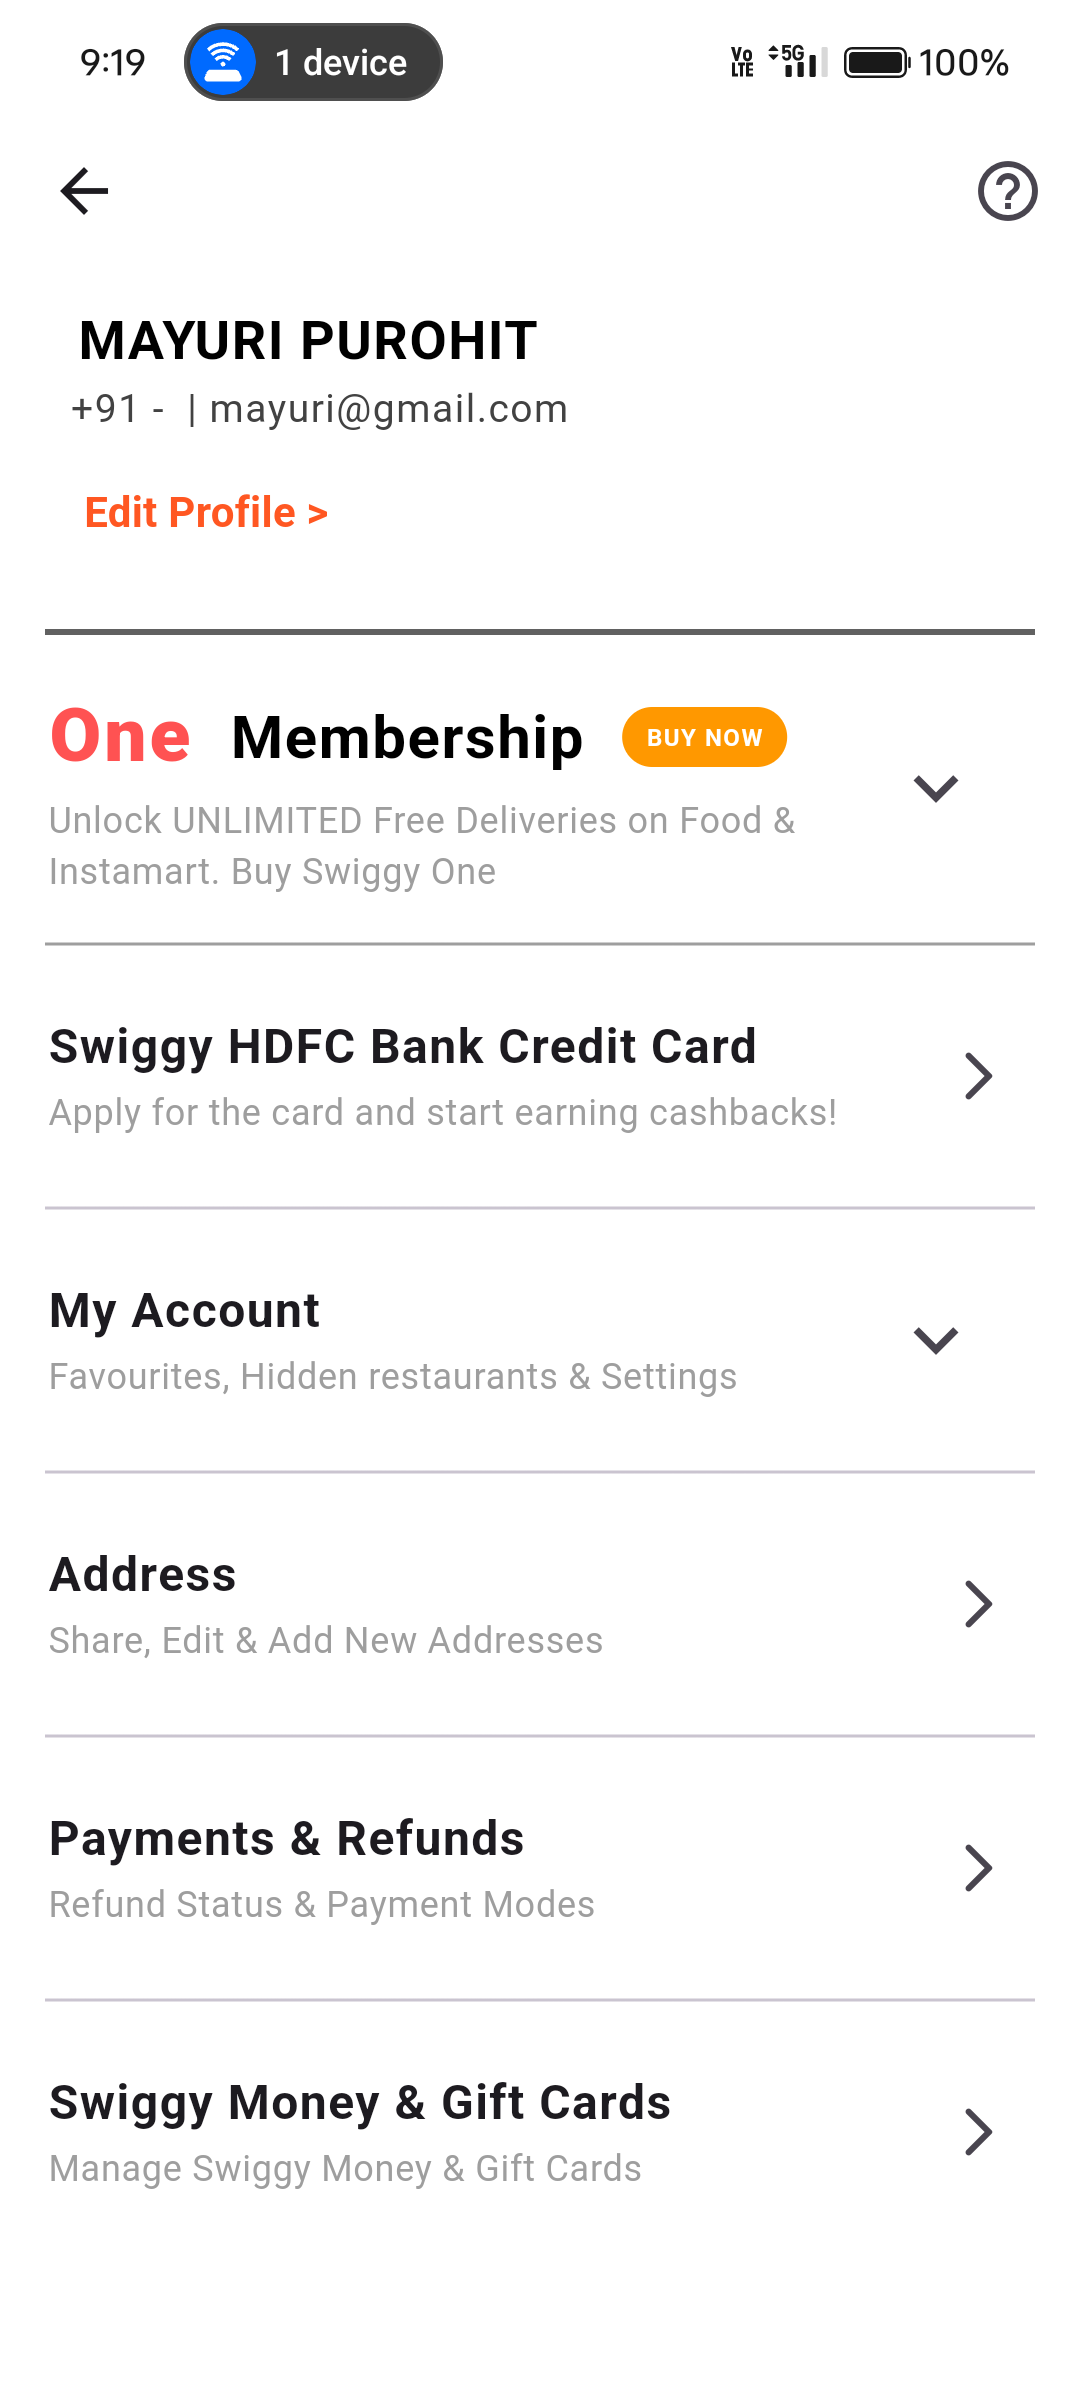 9:19
1 device
Vo LTE
5G
100%
MAYURI PUROHIT
+91 -  | mayuri@gmail.com
Edit Profile >
One Membership BUY NOW
Unlock UNLIMITED Free Deliveries on Food &
Instamart. Buy Swiggy One
Swiggy HDFC Bank Credit Card
Apply for the card and start earning cashbacks!
My Account
Favourites, Hidden restaurants & Settings
Address
Share, Edit & Add New Addresses
Payments & Refunds
Refund Status & Payment Modes
Swiggy Money & Gift Cards
Manage Swiggy Money & Gift Cards